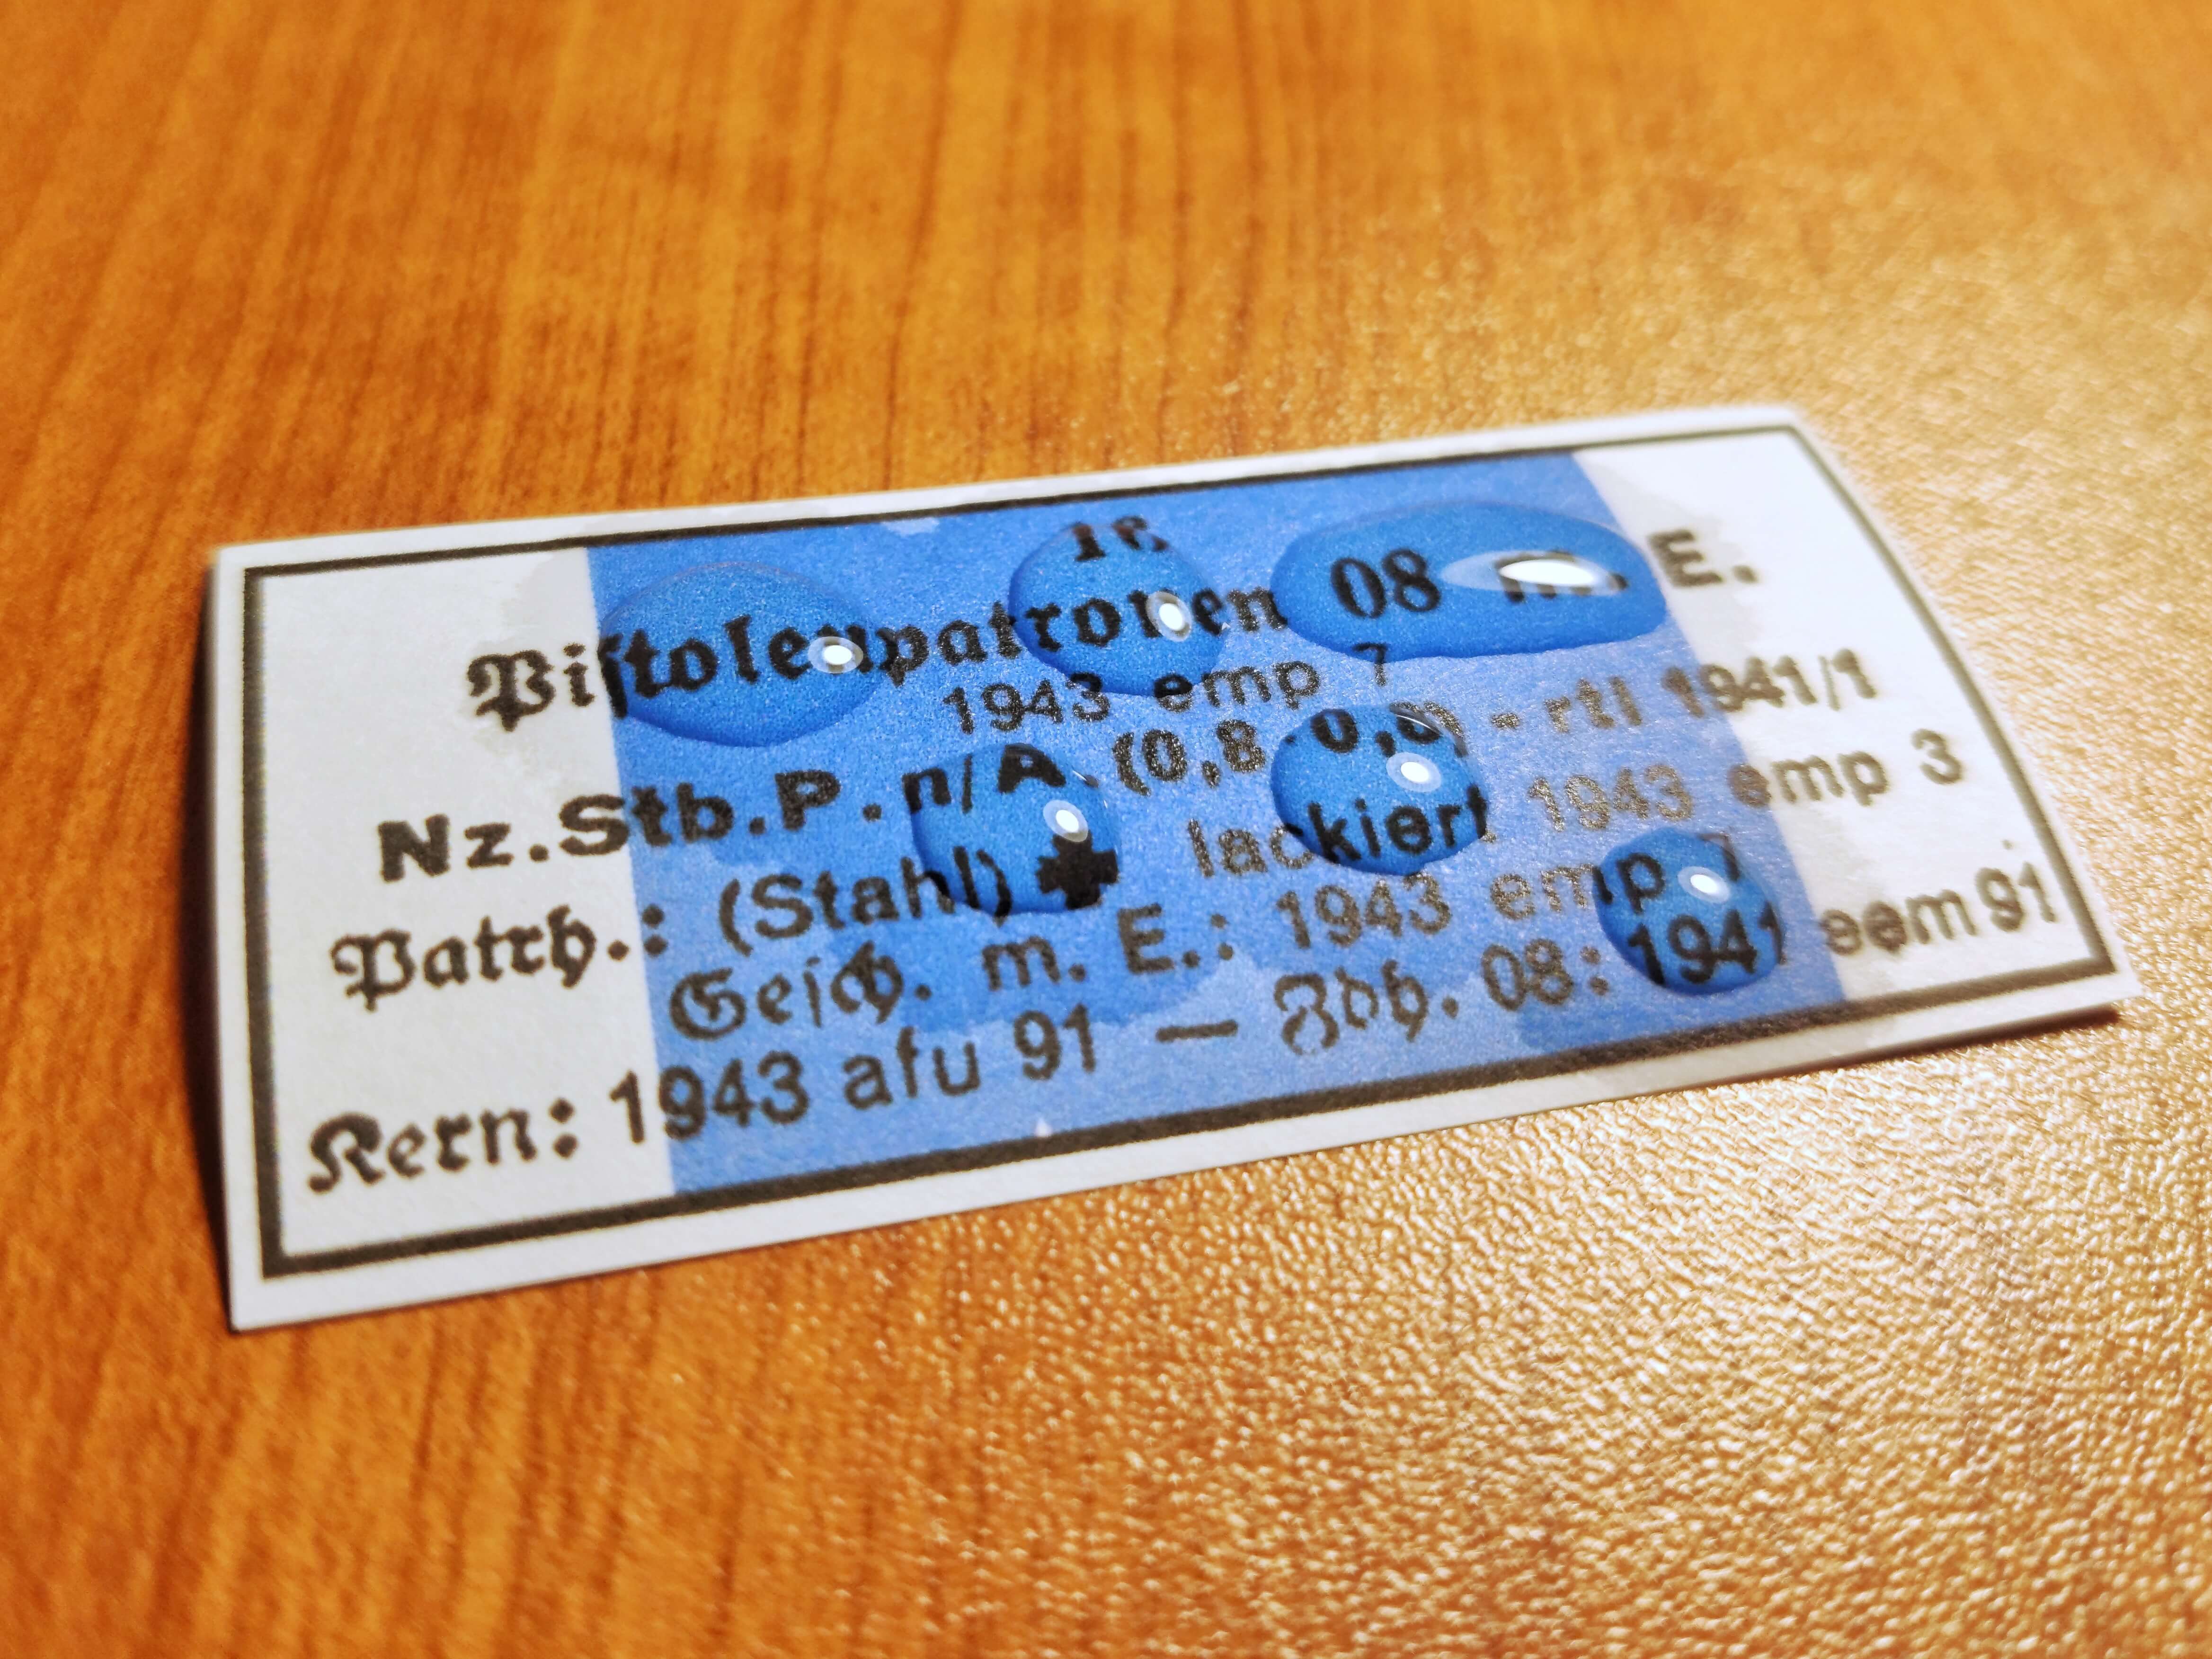 16
Piſtolenpatronen 08 m. E.
1943 emp 7
Nz.Stb.P. n/A (0,8 0,8) - rtl 1941/1
Patrh.: (Stahl) lackiert 1943 emp 3
Geſch. m. E.: 1943 emp 7
Kern: 1943 afu 91 — Zdh. 08: 1941 eem 91